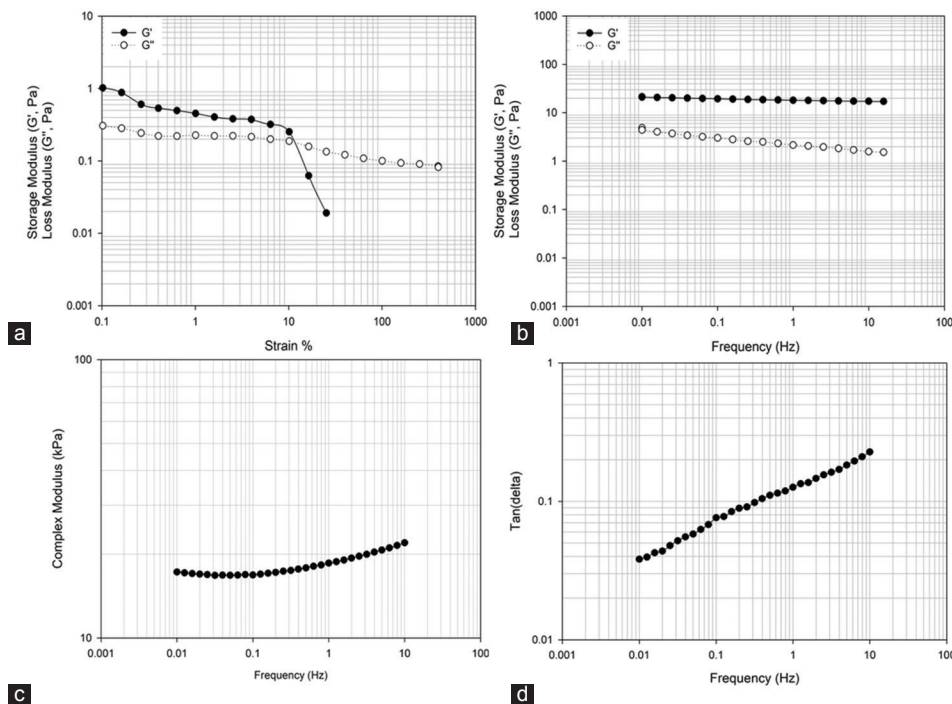 10
1
0.1
0.01
0.001
0.1
1
10
100
1000
Storage Modulus (G', Pa)
Loss Modulus (G'', Pa)
Strain %
G'
G''
a
1000
100
10
1
0.1
0.01
0.001
0.001
0.01
0.1
1
10
100
Storage Modulus (G', Pa)
Loss Modulus (G'', Pa)
Frequency (Hz)
G'
G''
b
100
10
0.001
0.01
0.1
1
10
100
Complex Modulus (kPa)
Frequency (Hz)
c
1
0.1
0.01
0.001
0.01
0.1
1
10
100
Tan(delta)
Frequency (Hz)
d